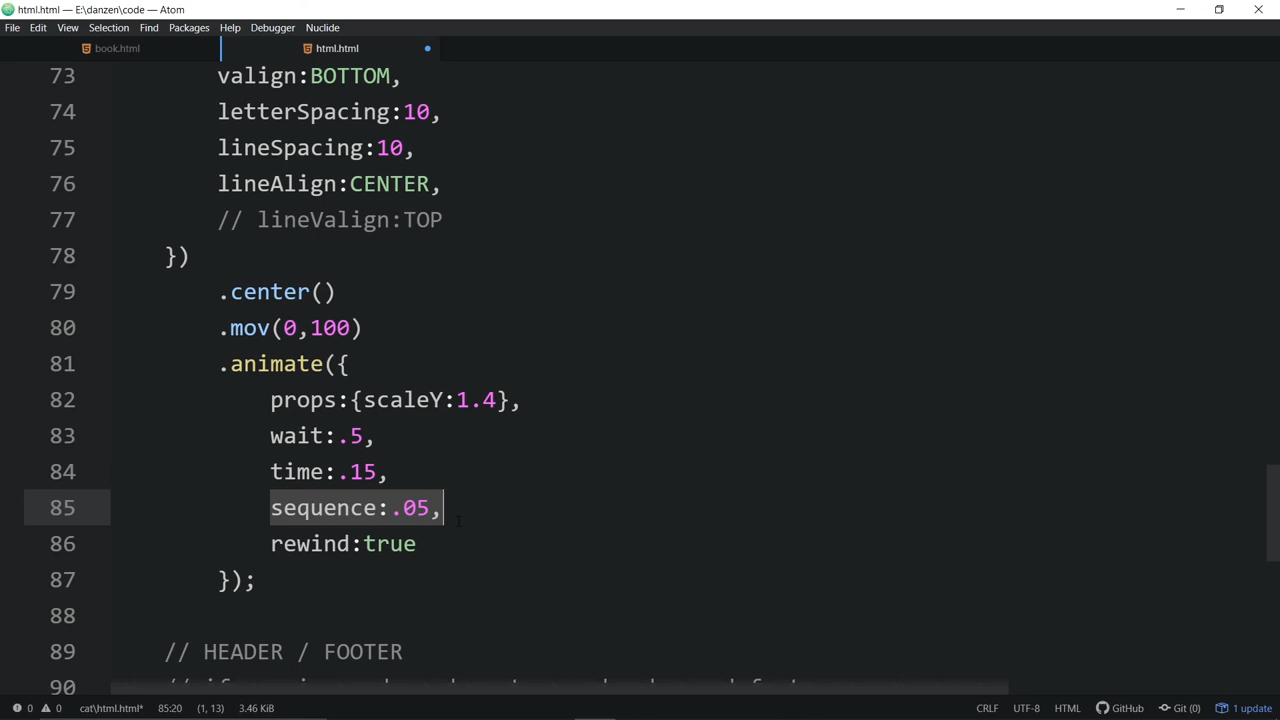 html.html — E:\danzen\code — Atom
File Edit View Selection Find Packages Help Debugger Nuclide
book.html html.html
73 valign:BOTTOM,
74 letterSpacing:10,
75 lineSpacing:10,
76 lineAlign:CENTER,
77 // lineValign:TOP
78 })
79 .center()
80 .mov(0,100)
81 .animate({
82 props:{scaleY:1.4},
83 wait:.5,
84 time:.15,
85 sequence:.05,
86 rewind:true
87 });
88
89 // HEADER / FOOTER
90
0 0 cat\html.html* 85:20 (1, 13) 3.46 KiB CRLF UTF-8 HTML GitHub Git (0) 1 update